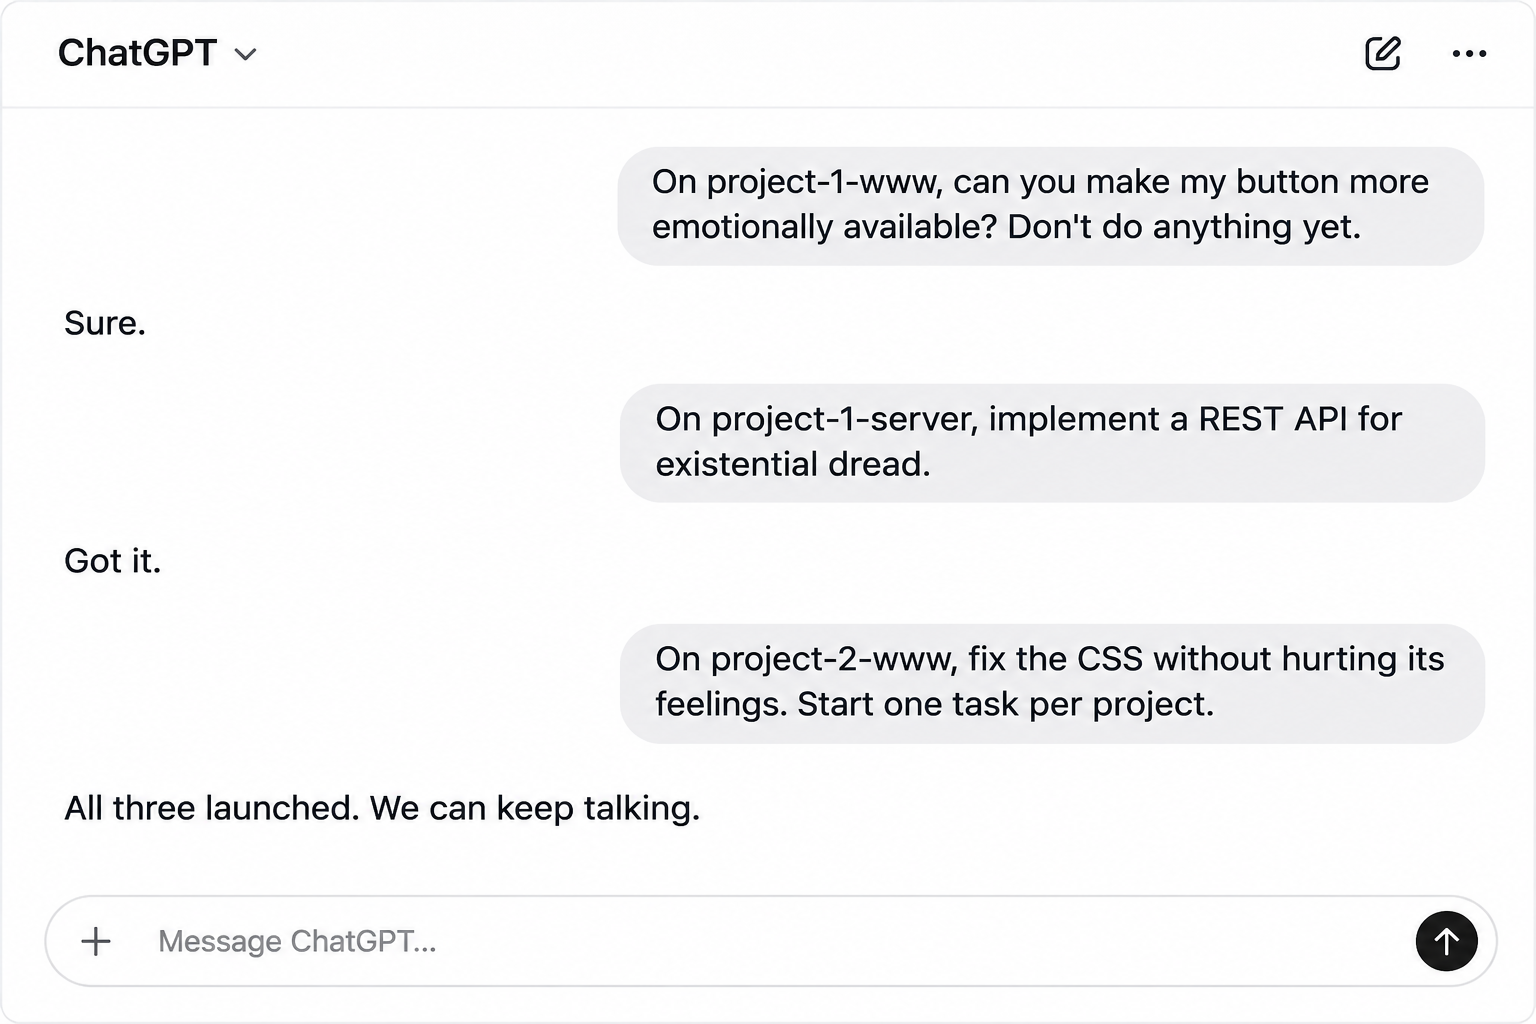 ChatGPT
On project-1-www, can you make my button more
emotionally available? Don't do anything yet.
Sure.
On project-1-server, implement a REST API for
existential dread.
Got it.
On project-2-www, fix the CSS without hurting its
feelings. Start one task per project.
All three launched. We can keep talking.
Message ChatGPT...